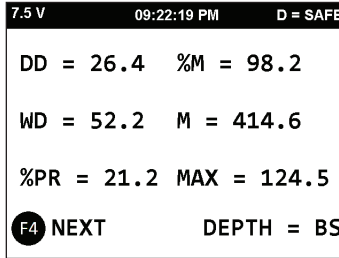 7.5 V 09:22:19 PM D = SAFE
DD = 26.4 %M = 98.2
WD = 52.2 M = 414.6
%PR = 21.2 MAX = 124.5
F4 NEXT DEPTH = BS